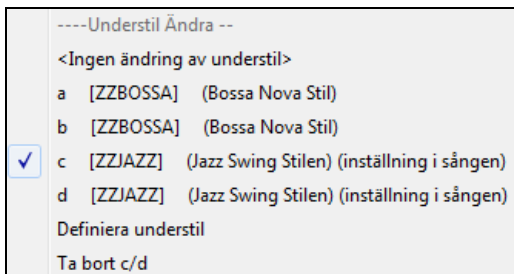 ----Understil Ändra --
<Ingen ändring av understil>
a [ZZBOSSA] (Bossa Nova Stil)
b [ZZBOSSA] (Bossa Nova Stil)
c [ZZJAZZ] (Jazz Swing Stilen) (inställning i sången)
d [ZZJAZZ] (Jazz Swing Stilen) (inställning i sången)
Definiera understil
Ta bort c/d